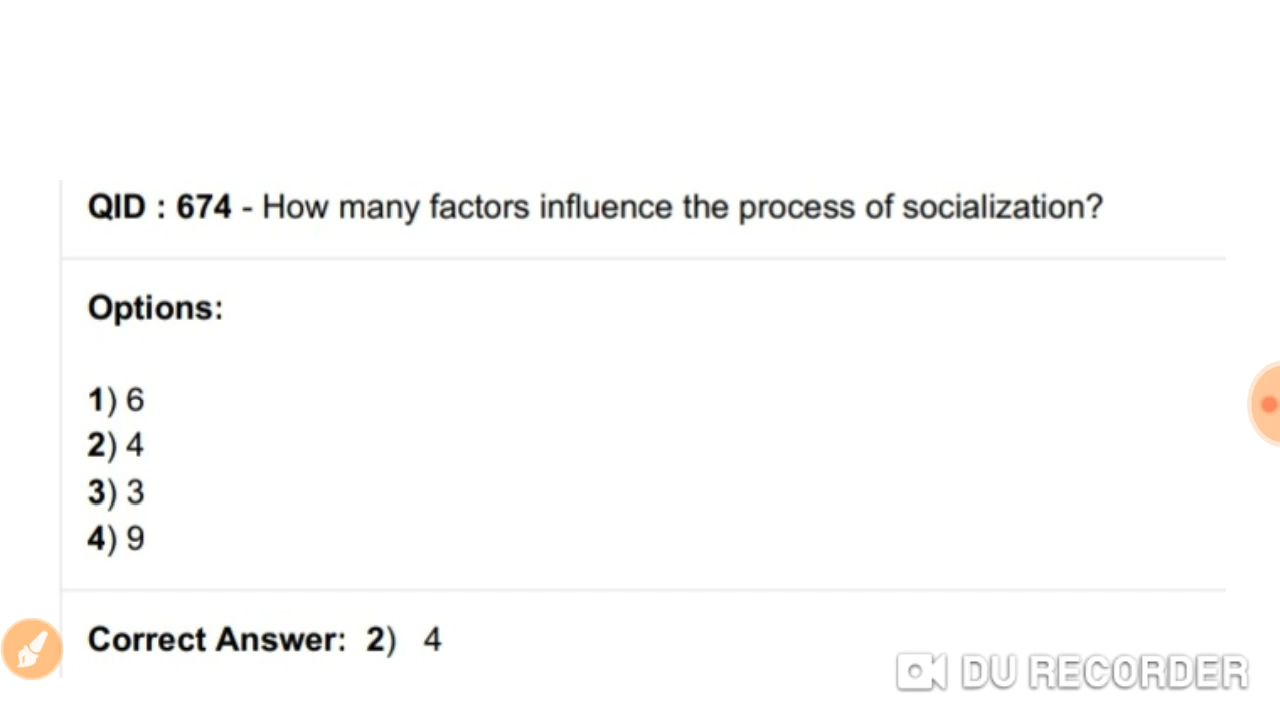 QID : 674 - How many factors influence the process of socialization?
Options:
1) 6
2) 4
3) 3
4) 9
Correct Answer: 2) 4
DU RECORDER